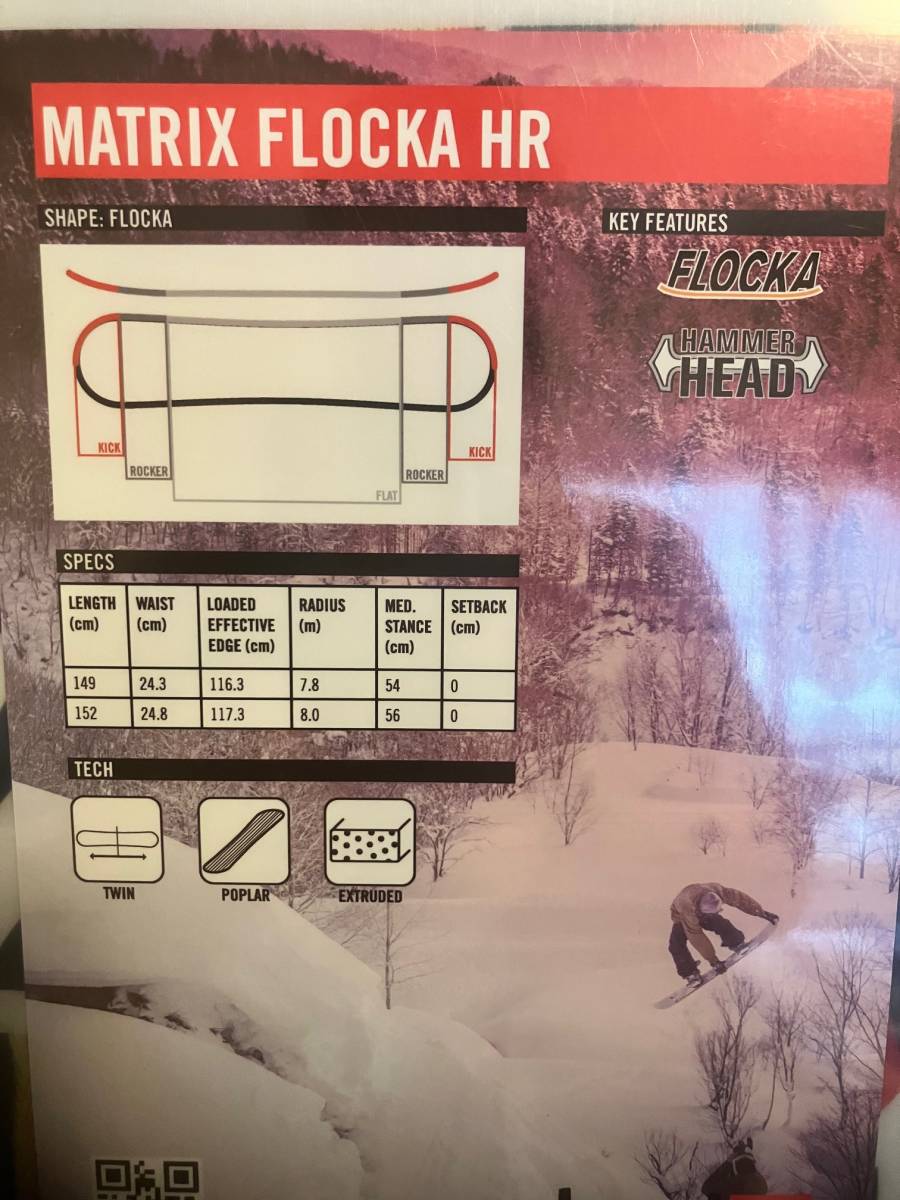 MATRIX FLOCKA HR
SHAPE: FLOCKA
KICK
ROCKER
FLAT
ROCKER
KICK
KEY FEATURES
FLOCKA
HAMMER
HEAD
SPECS
LENGTH (cm) WAIST (cm) LOADED EFFECTIVE EDGE (cm) RADIUS (m) MED. STANCE (cm) SETBACK (cm)
149 24.3 116.3 7.8 54 0
152 24.8 117.3 8.0 56 0
TECH
TWIN POPLAR EXTRUDED